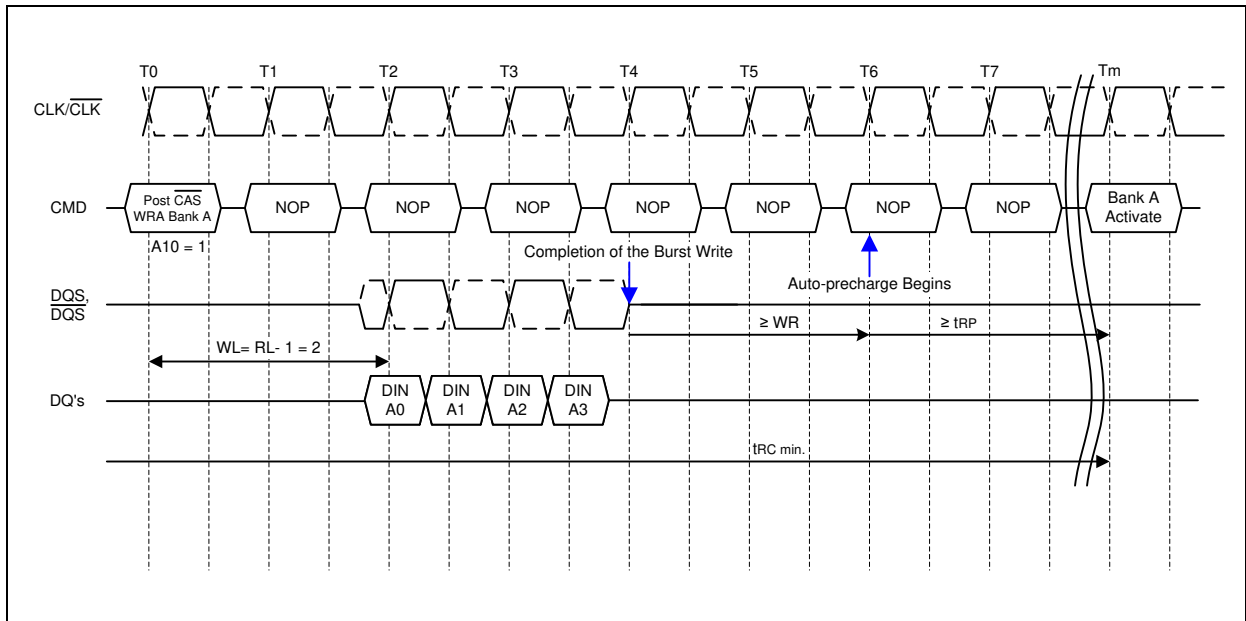 T0 T1 T2 T3 T4 T5 T6 T7 Tm
CLK/CLK
CMD
Post CAS
WRA Bank A
NOP NOP NOP NOP NOP NOP NOP
Bank A
Activate
A10 = 1
Completion of the Burst Write
Auto-precharge Begins
DQS,
DQS
≥ WR
≥ tRP
WL= RL- 1 = 2
DQ's
DIN
A0
DIN
A1
DIN
A2
DIN
A3
tRC min.